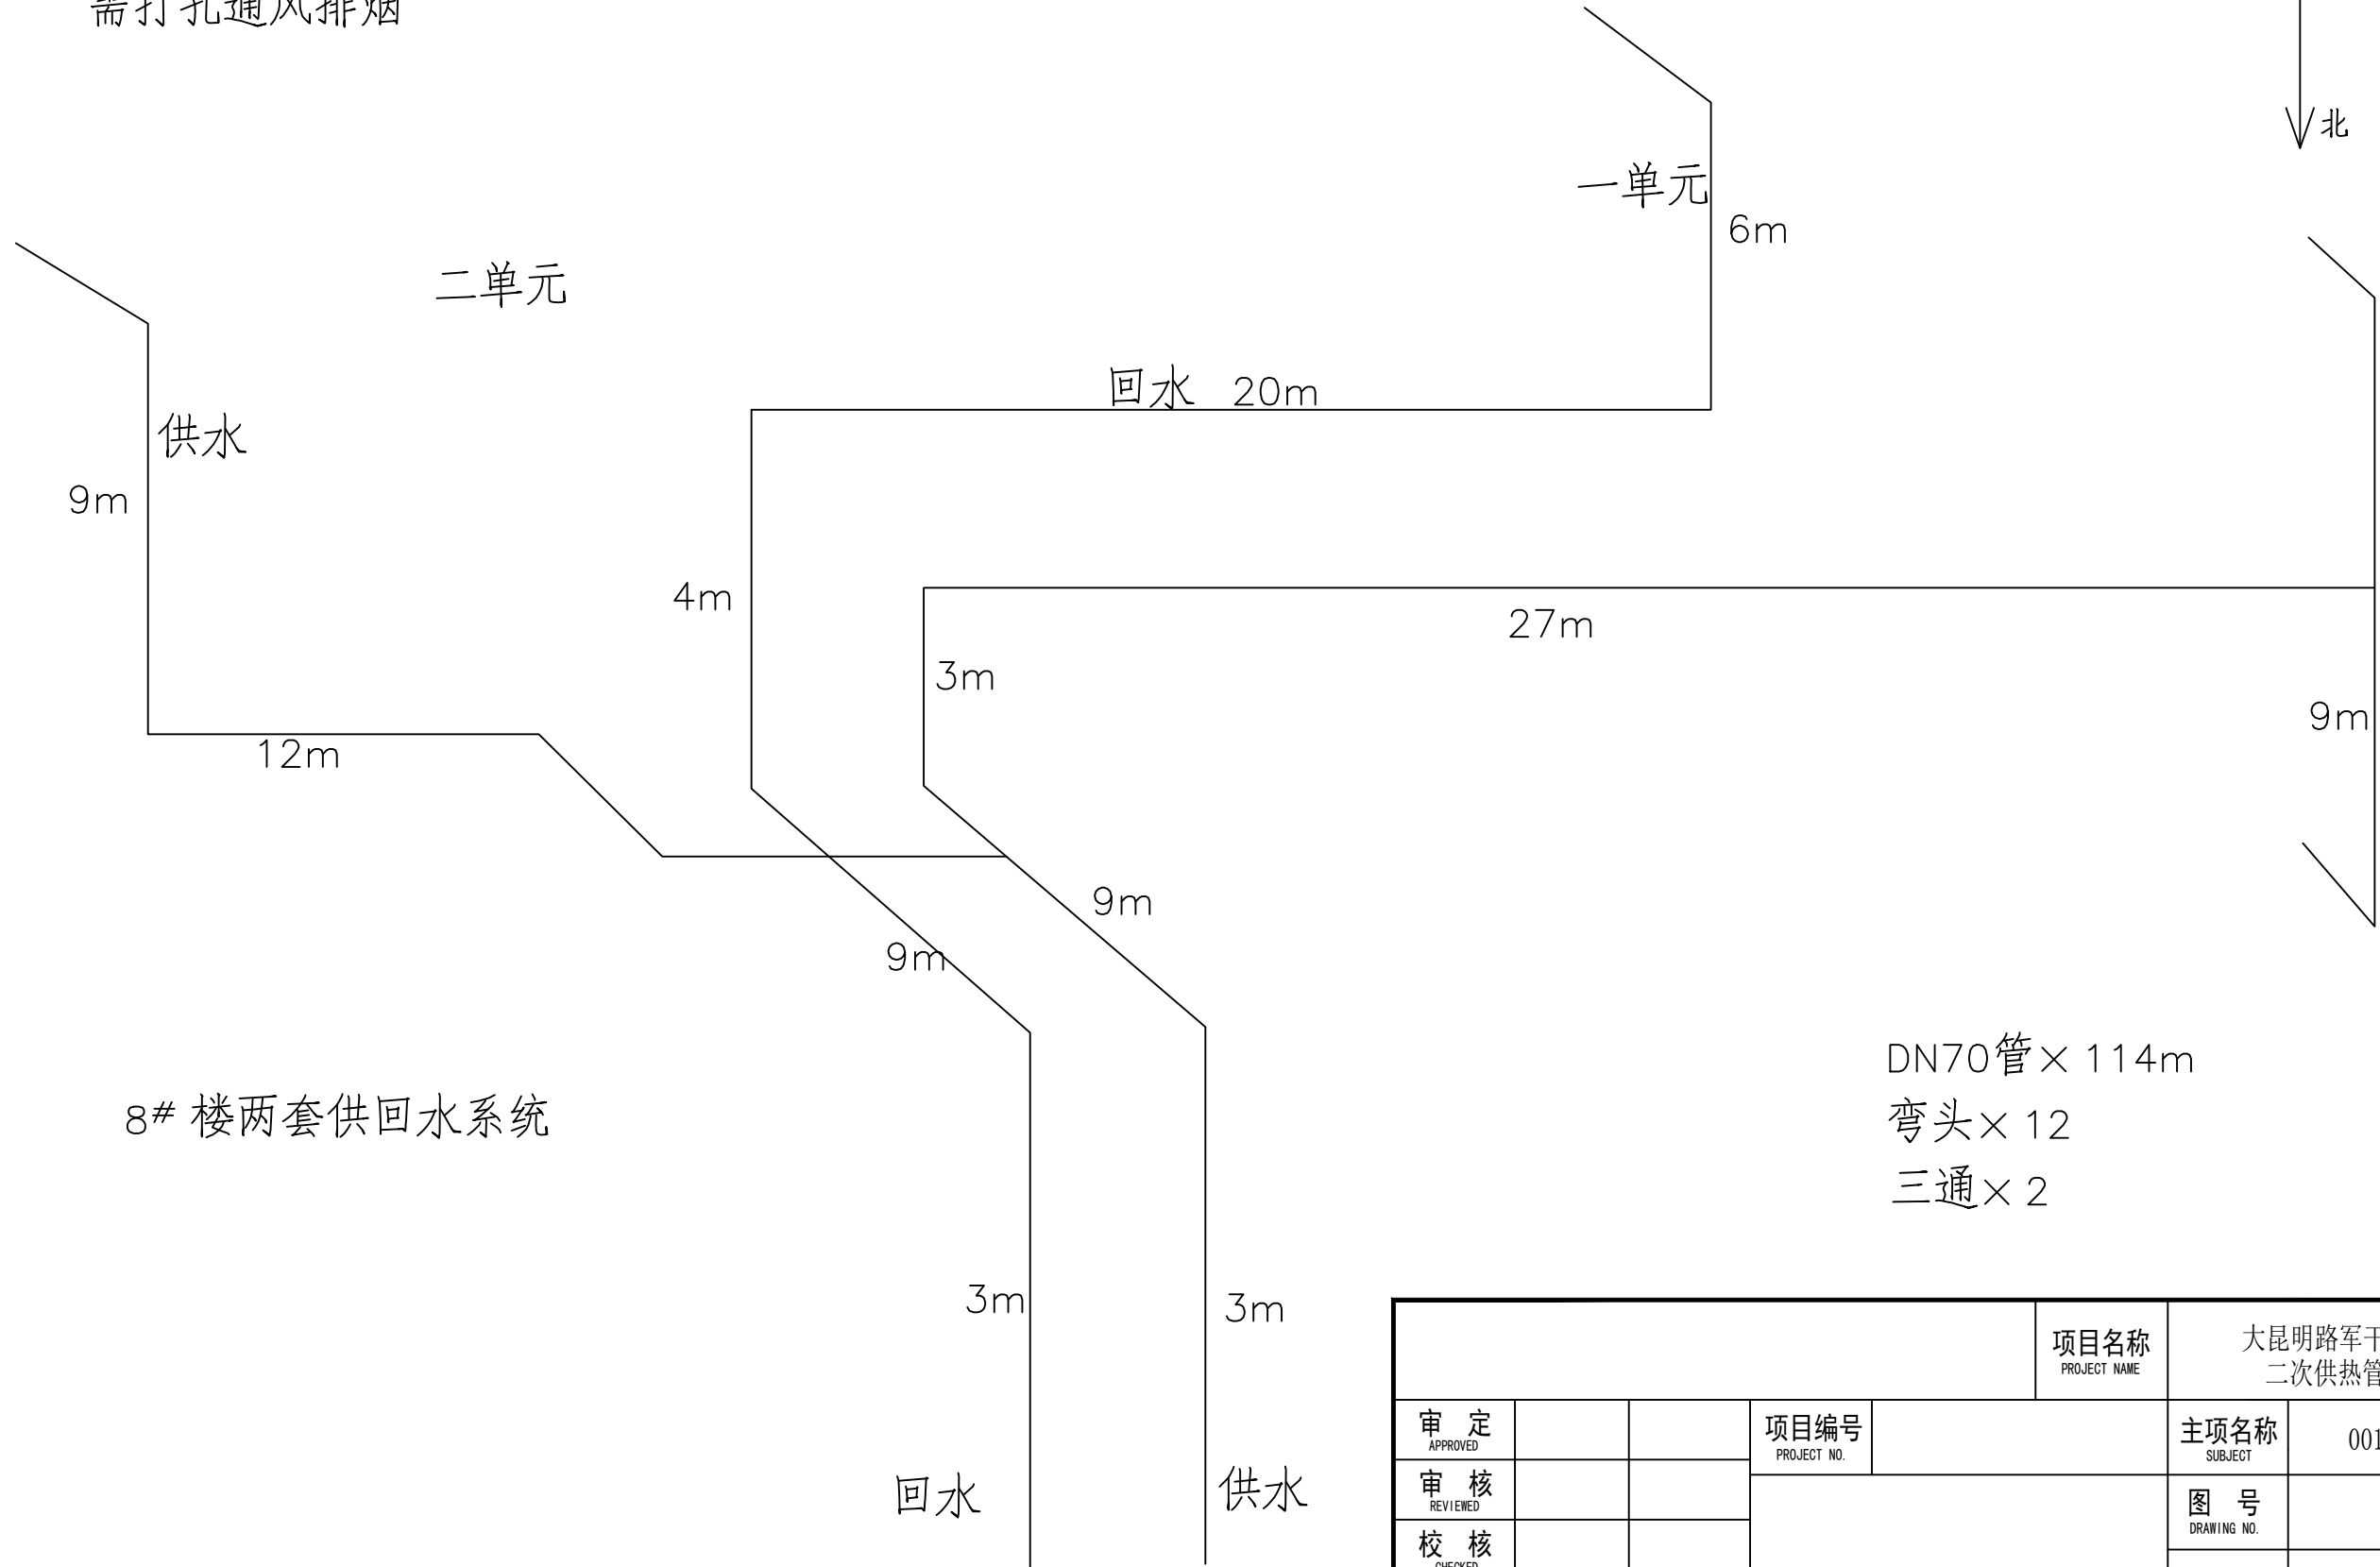 需打孔通风排烟
北
一单元
6m
二单元
回水 20m
供水
9m
4m
27m
3m
9m
12m
9m
9m
DN70管×114m
8#楼两套供回水系统
弯头×12
三通×2
3m
3m
项目名称
PROJECT NAME
大昆明路军干
二次供热管
审 定
APPROVED
项目编号
PROJECT NO.
主项名称
SUBJECT
001
审 核
REVIEWED
图 号
DRAWING NO.
回水
供水
校 核
CHECKED